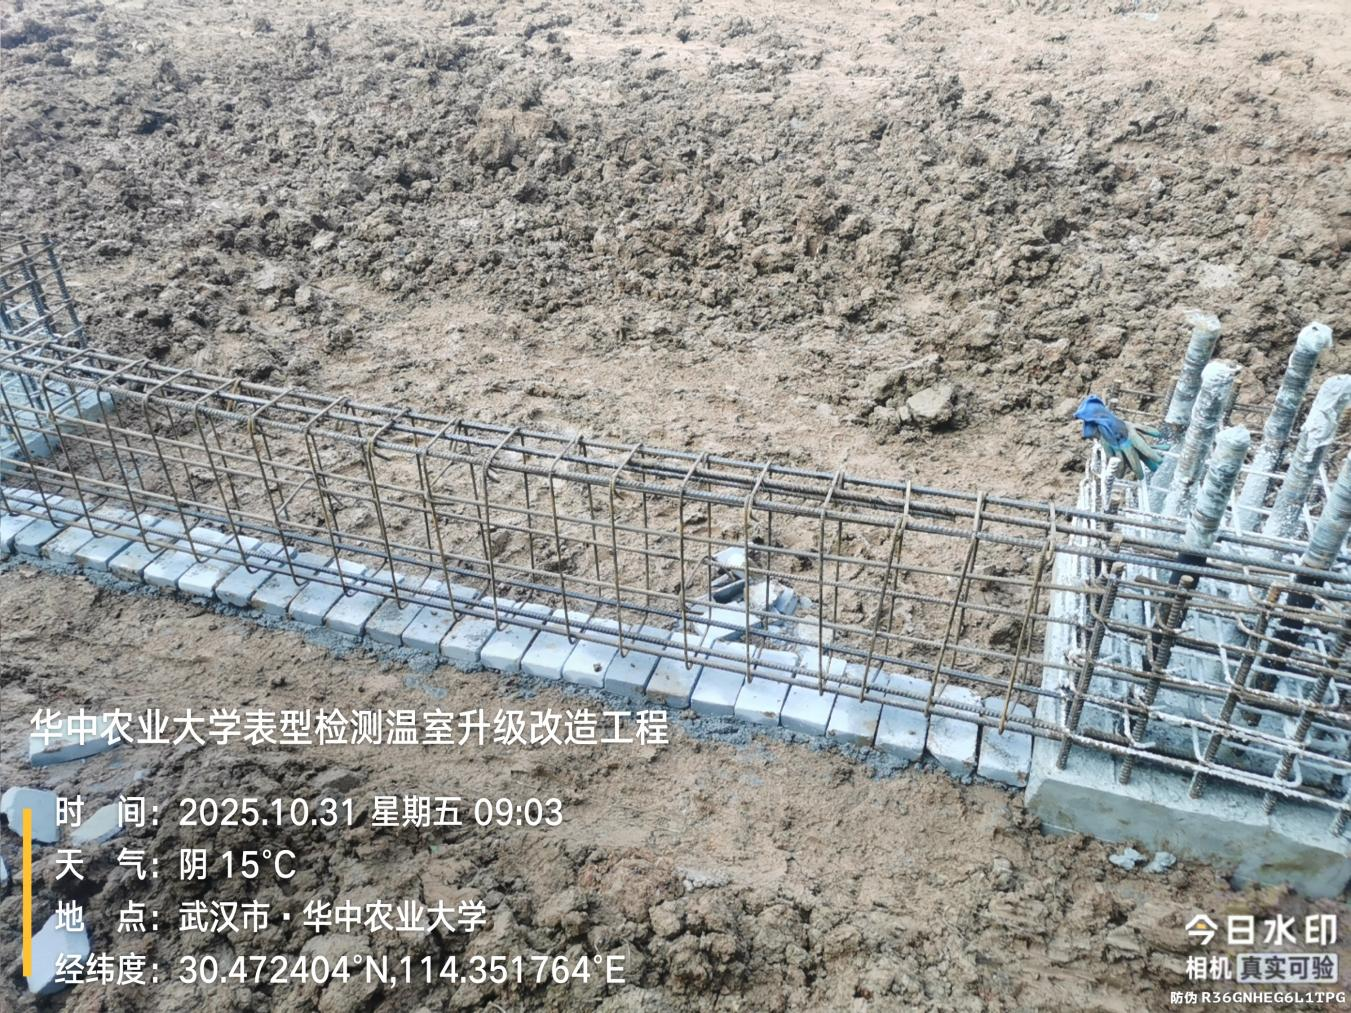 华中农业大学表型检测温室升级改造工程
时 间：2025.10.31 星期五 09:03
天 气：阴 15°C
地 点：武汉市·华中农业大学
经纬度：30.472404°N,114.351764°E
今日水印
相机 真实可验
防伪 R36GNHEG6L1TPG